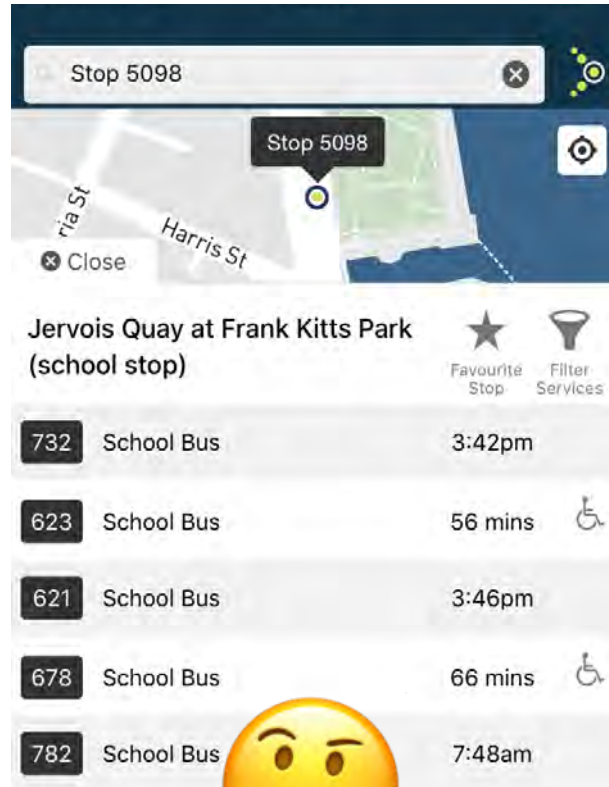 Stop 5098
Stop 5098
ria St
Harris St
Close
Jervois Quay at Frank Kitts Park
(school stop)
Favourite
Stop
Filter
Services
732 School Bus 3:42pm
623 School Bus 56 mins
621 School Bus 3:46pm
678 School Bus 66 mins
782 School Bus 7:48am